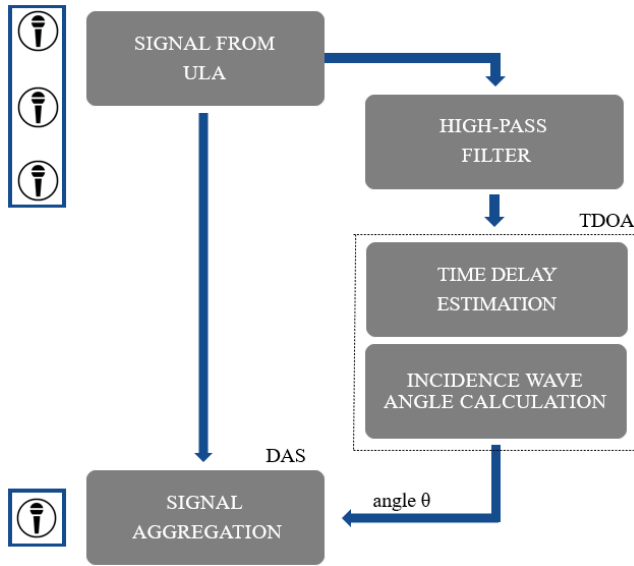 SIGNAL FROM
ULA
HIGH-PASS
FILTER
TDOA
TIME DELAY
ESTIMATION
INCIDENCE WAVE
ANGLE CALCULATION
DAS
angle θ
SIGNAL
AGGREGATION